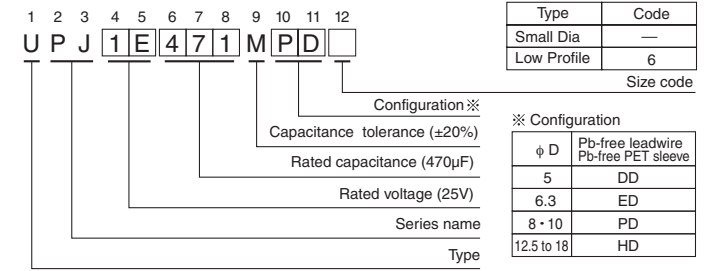 1 2 3 4 5 6 7 8 9 10 11 12
U P J 1 E 4 7 1 M P D
Type Code
Small Dia —
Low Profile 6
Size code
Configuration※
Capacitance tolerance (±20%)
Rated capacitance (470µF)
Rated voltage (25V)
Series name
Type
※ Configuration
ϕ D Pb-free leadwire
Pb-free PET sleeve
5 DD
6.3 ED
8・10 PD
12.5 to 18 HD